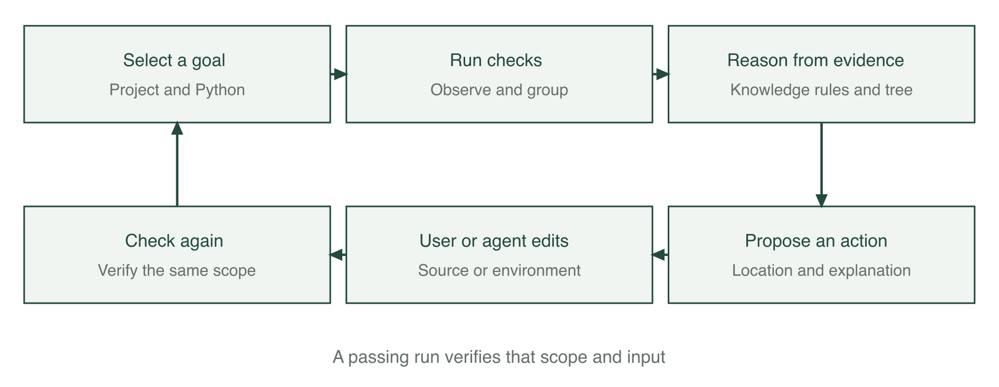 Select a goal
Project and Python
Run checks
Observe and group
Reason from evidence
Knowledge rules and tree
Check again
Verify the same scope
User or agent edits
Source or environment
Propose an action
Location and explanation
A passing run verifies that scope and input